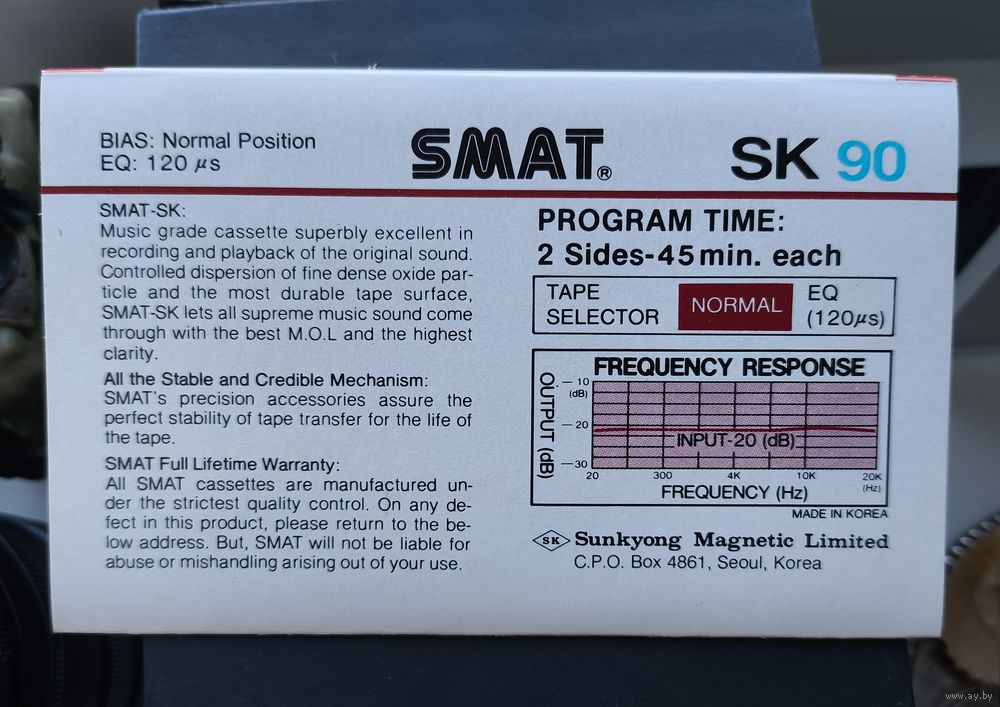 BIAS: Normal Position
EQ: 120 μs
SMAT®
SK 90
SMAT-SK:
Music grade cassette superbly excellent in
recording and playback of the original sound.
Controlled dispersion of fine dense oxide par-
ticle and the most durable tape surface,
SMAT-SK lets all supreme music sound come
through with the best M.O.L and the highest
clarity.
All the Stable and Credible Mechanism:
SMAT's precision accessories assure the
perfect stability of tape transfer for the life of
the tape.
SMAT Full Lifetime Warranty:
All SMAT cassettes are manufactured un-
der the strictest quality control. On any de-
fect in this product, please return to the be-
low address. But, SMAT will not be liable for
abuse or mishandling arising out of your use.
PROGRAM TIME:
2 Sides-45min. each
TAPE
SELECTOR
NORMAL
EQ
(120μs)
FREQUENCY RESPONSE
OUTPUT (dB)
—10
(dB)
—20
—30
INPUT-20 (dB)
20 300 4K 10K 20K
(Hz)
FREQUENCY (Hz)
MADE IN KOREA
SK Sunkyong Magnetic Limited
C.P.O. Box 4861, Seoul, Korea
www.ay.by